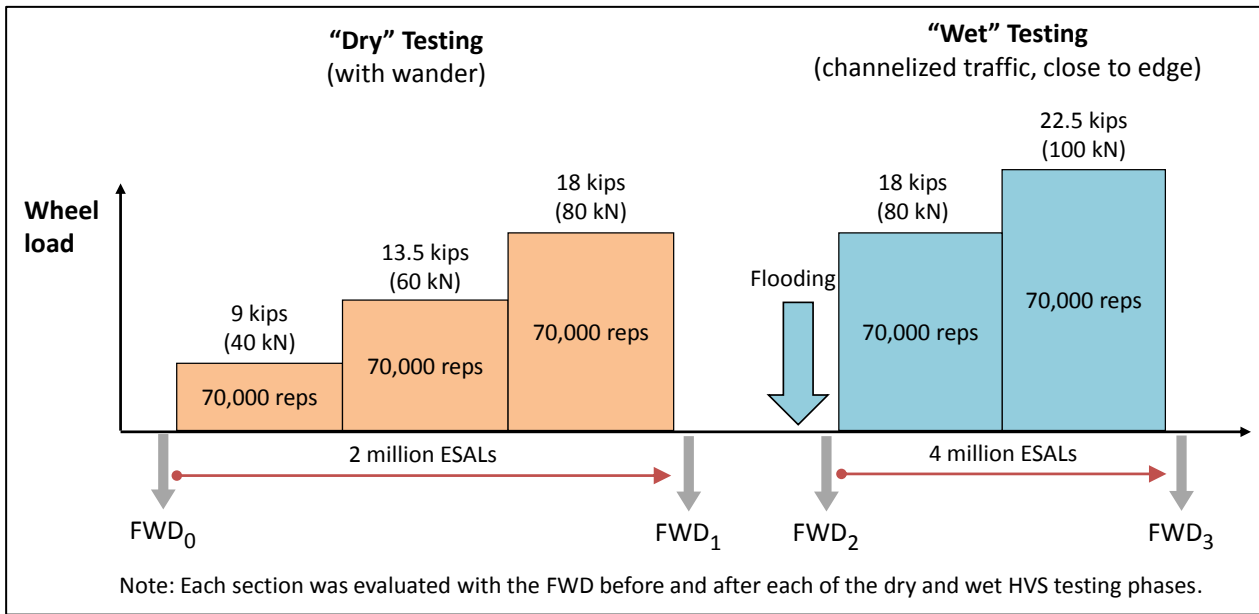 “Dry” Testing
(with wander)
“Wet” Testing
(channelized traffic, close to edge)
Wheel
load
9 kips
(40 kN)
70,000 reps
13.5 kips
(60 kN)
70,000 reps
18 kips
(80 kN)
70,000 reps
Flooding
18 kips
(80 kN)
70,000 reps
22.5 kips
(100 kN)
70,000 reps
2 million ESALs
4 million ESALs
FWD₀
FWD₁
FWD₂
FWD₃
Note: Each section was evaluated with the FWD before and after each of the dry and wet HVS testing phases.